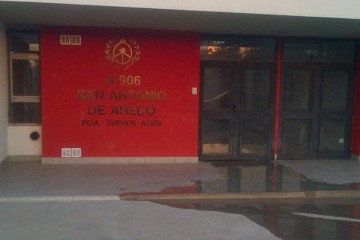 906
SAN ANTONIO
DE ARECO
PCIA. BUENOS AIRES